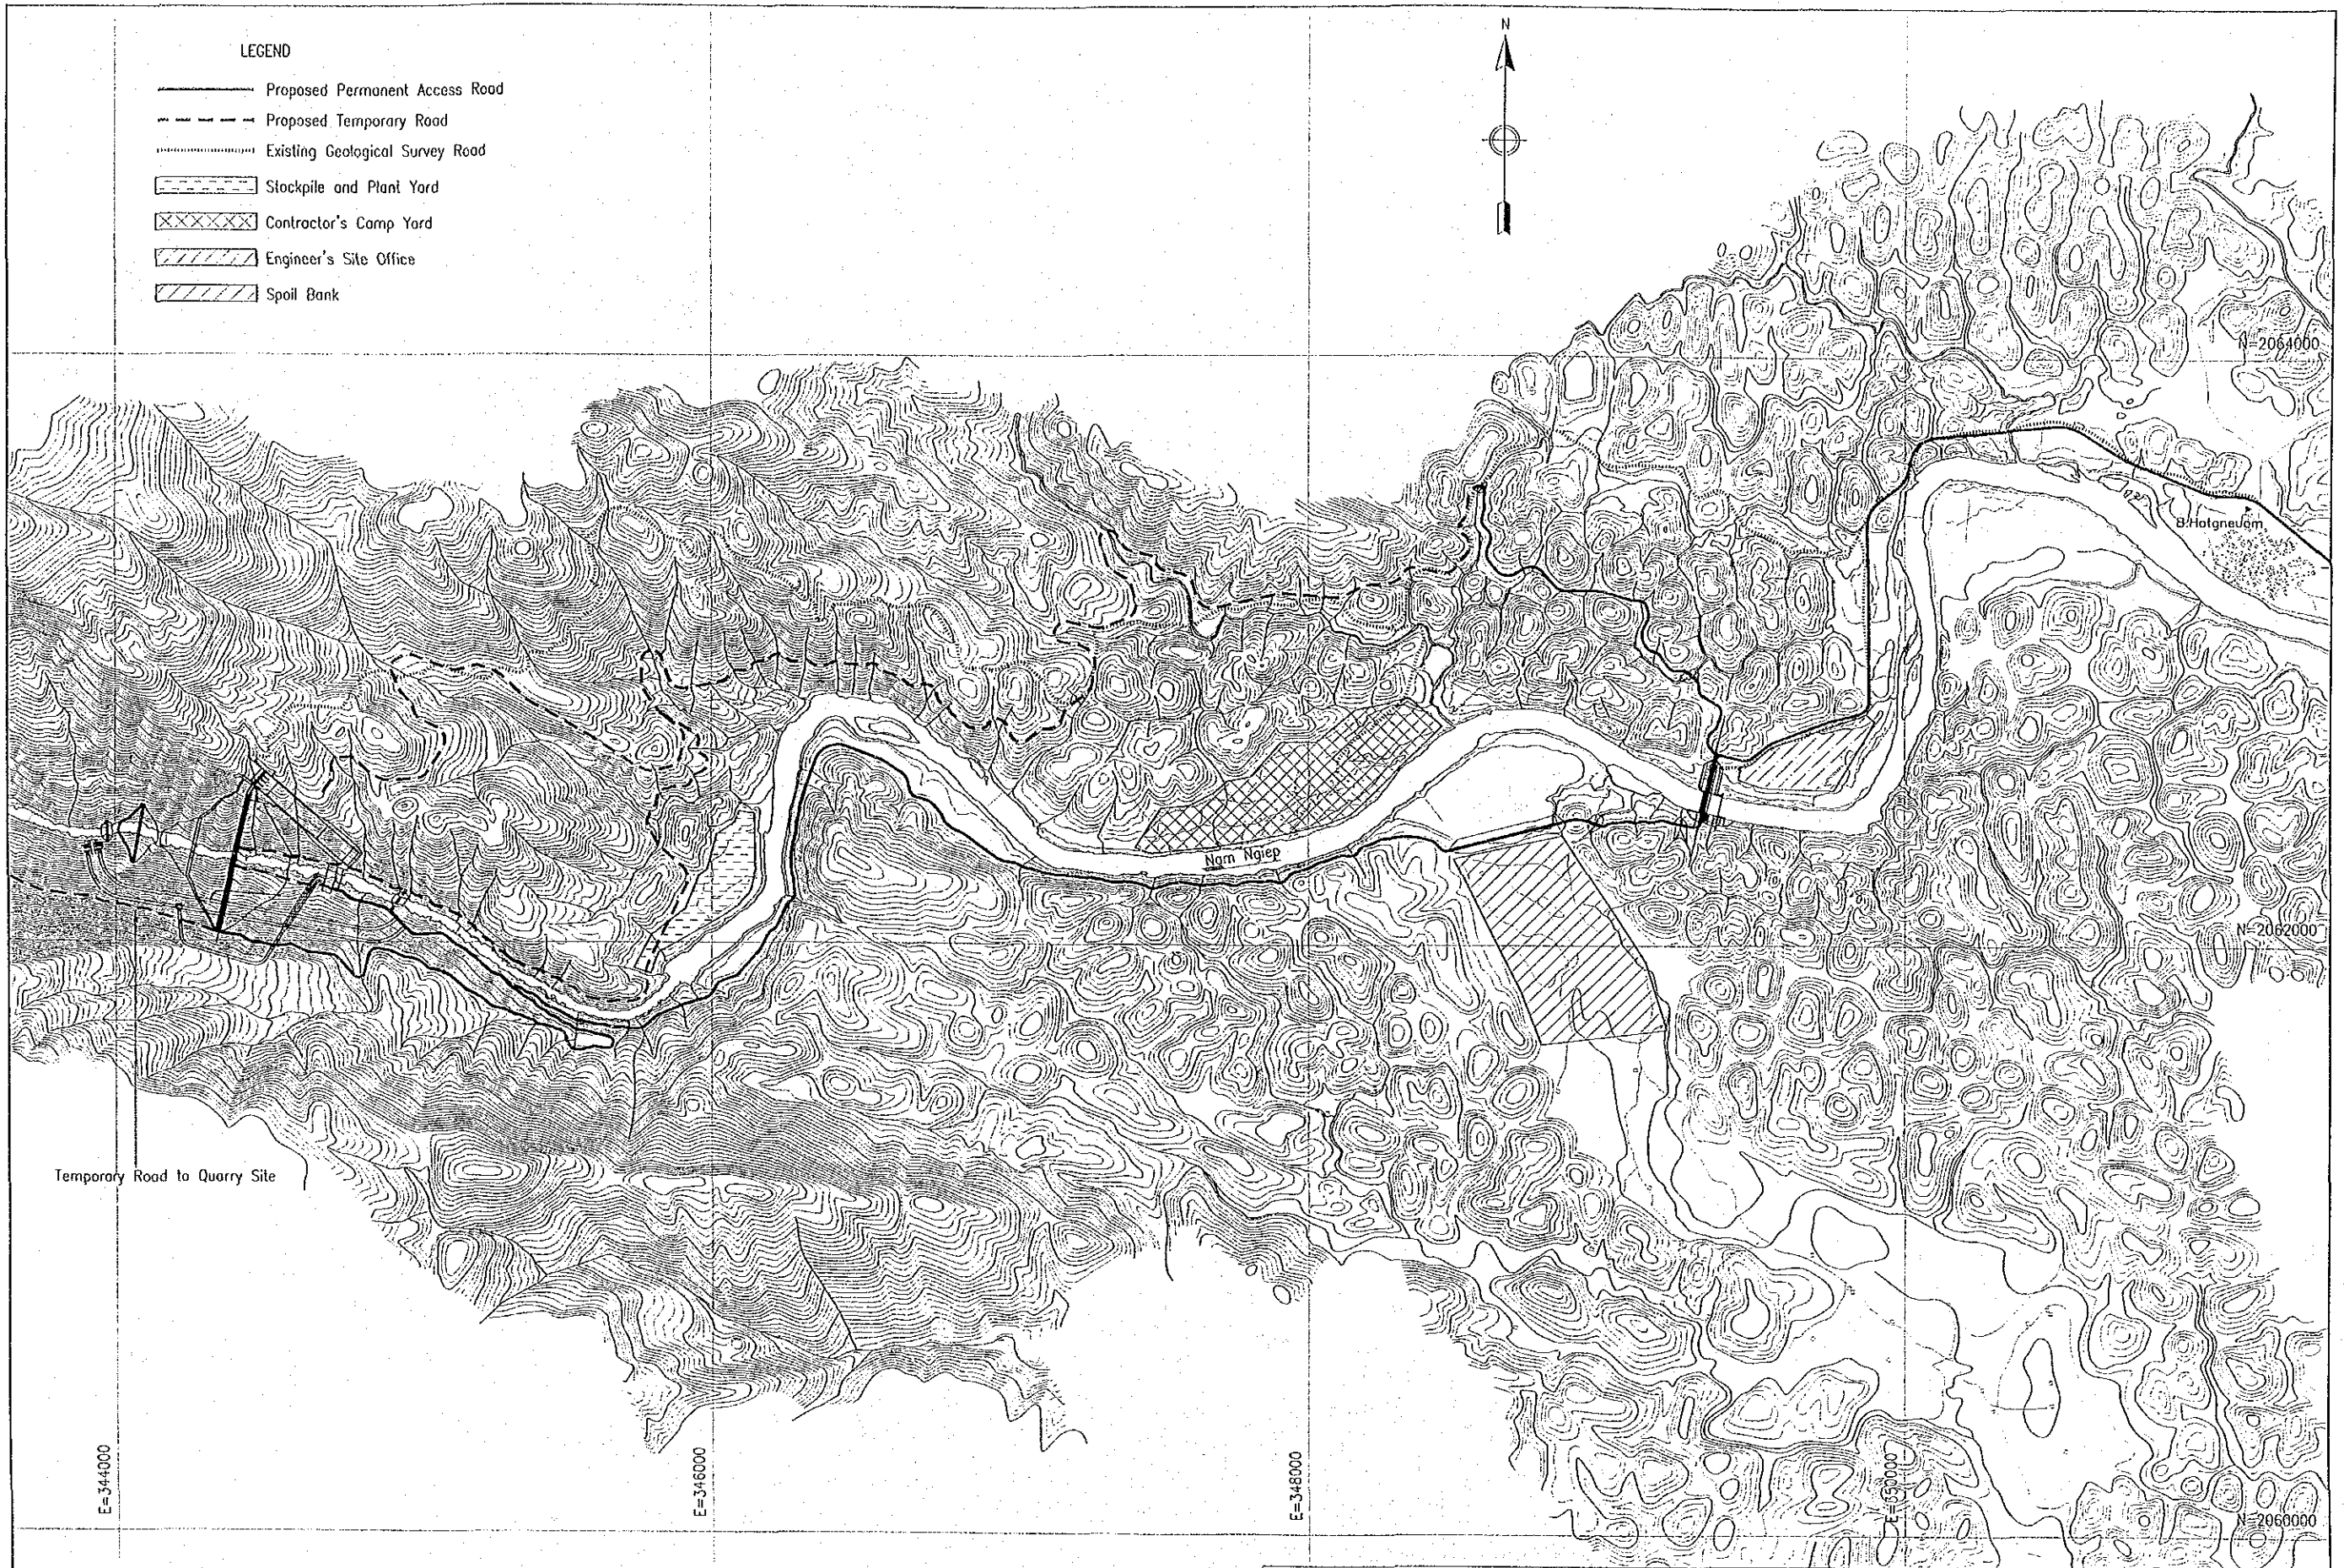 LEGEND
Proposed Permanent Access Road
Proposed Temporary Road
Existing Geological Survey Road
Stockpile and Plant Yard
Contractor's Camp Yard
Engineer's Site Office
Spoil Bank
N
N=2064000
B.Hatgneuam
Nam Ngiep
N=2062000
Temporary Road to Quarry Site
E=344000
E=346000
E=348000
E=350000
N=2060000